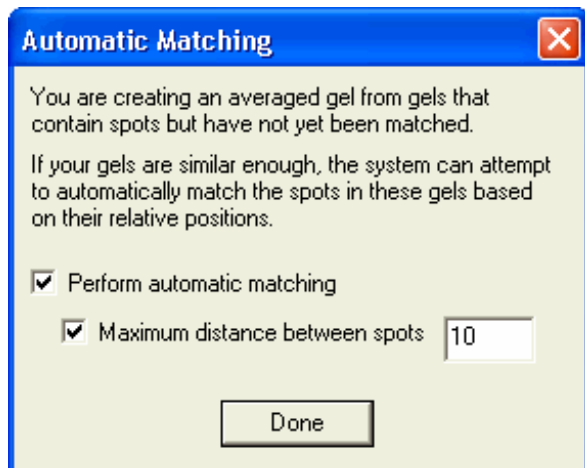 Automatic Matching
You are creating an averaged gel from gels that
contain spots but have not yet been matched.
If your gels are similar enough, the system can attempt
to automatically match the spots in these gels based
on their relative positions.
Perform automatic matching
Maximum distance between spots 10
Done